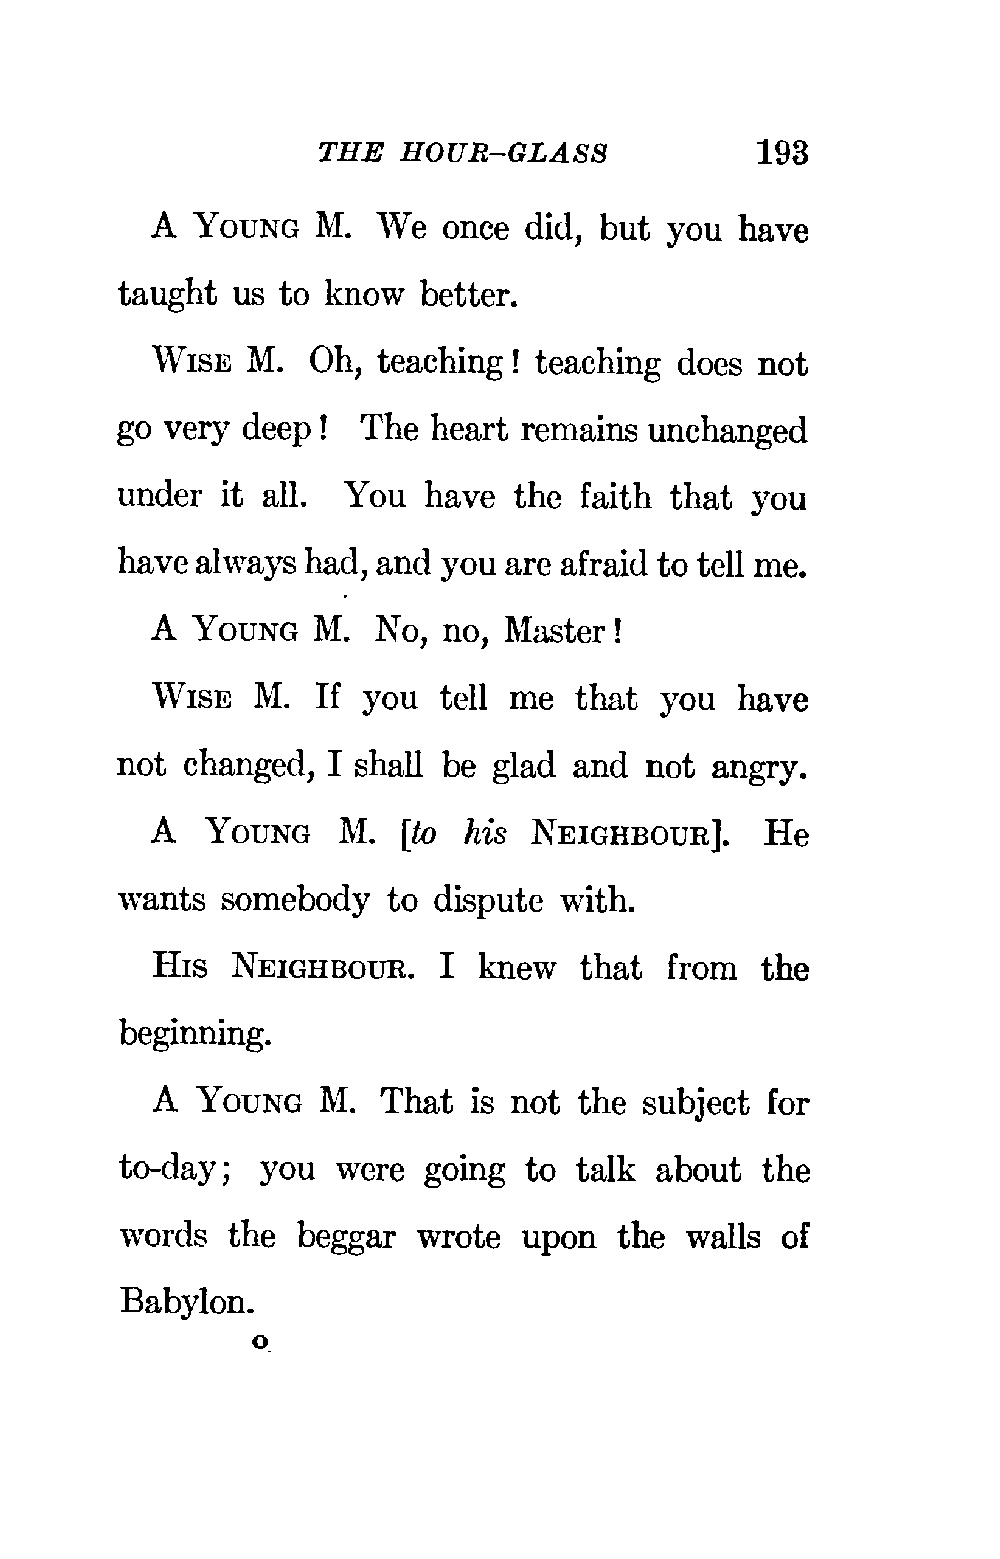 THE HOUR-GLASS 193
A YOUNG M. We once did, but you have
taught us to know better.
WISE M. Oh, teaching! teaching does not
go very deep! The heart remains unchanged
under it all. You have the faith that you
have always had, and you are afraid to tell me.
A YOUNG M. No, no, Master!
WISE M. If you tell me that you have
not changed, I shall be glad and not angry.
A YOUNG M. [to his NEIGHBOUR]. He
wants somebody to dispute with.
HIS NEIGHBOUR. I knew that from the
beginning.
A YOUNG M. That is not the subject for
to-day; you were going to talk about the
words the beggar wrote upon the walls of
Babylon.
O